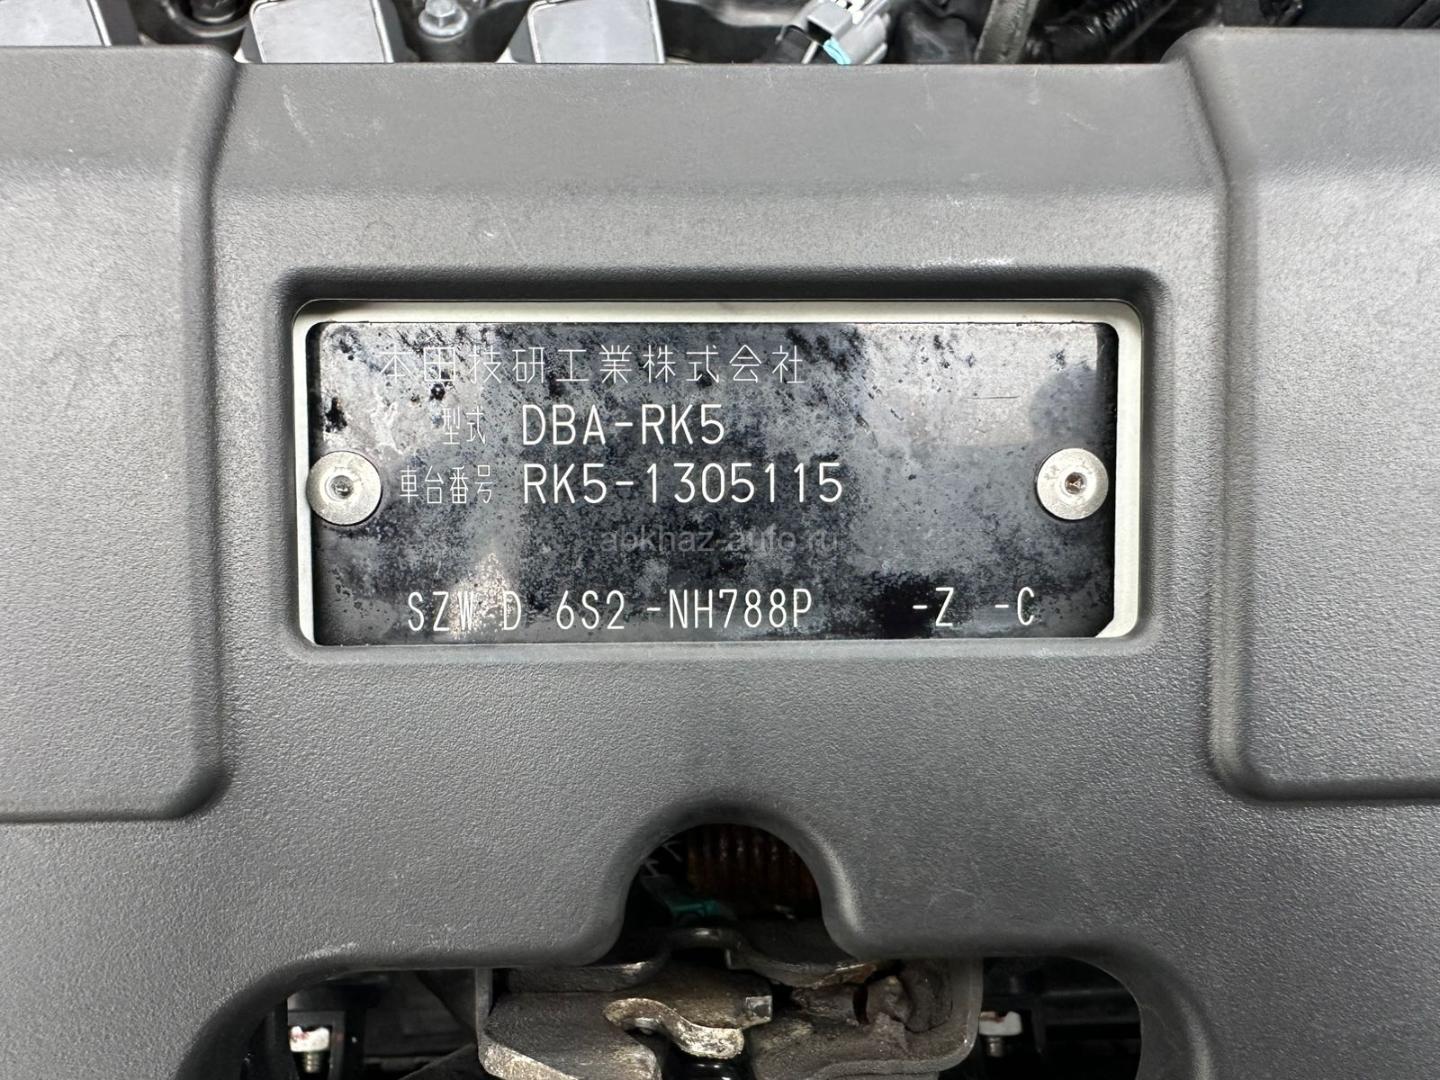 本田技研工業株式会社
型式 DBA-RK5
車台番号 RK5-1305115
abkhaz-auto.ru
SZW D 6S2 -NH788P -Z -C